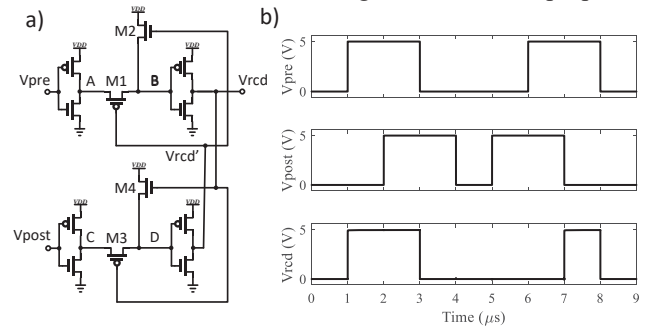 a)
VDD
M2
VDD
VDD
Vpre
A
M1
B
Vrcd
Vrcd'
VDD
M4
VDD
VDD
Vpost
C
M3
D
b)
Vpre (V)
5
0
Vpost (V)
5
0
Vrcd (V)
5
0
0 1 2 3 4 5 6 7 8 9
Time (μs)